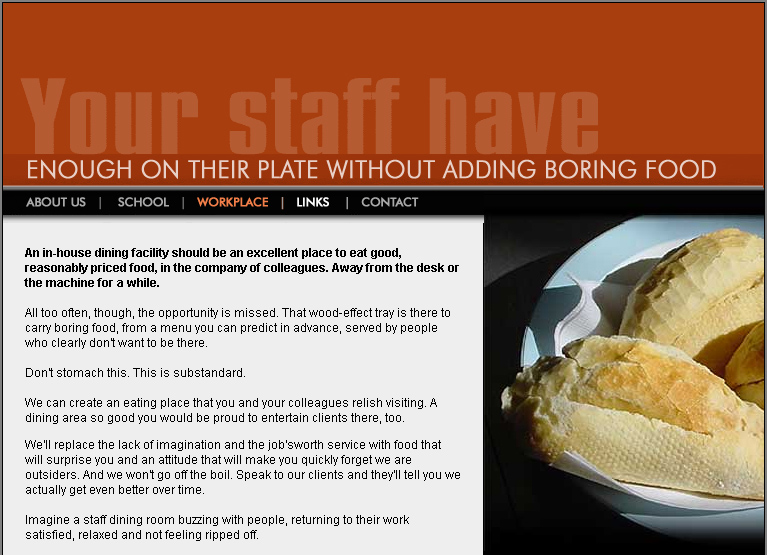 Your staff have
ENOUGH ON THEIR PLATE WITHOUT ADDING BORING FOOD
ABOUT US | SCHOOL | WORKPLACE | LINKS | CONTACT
An in-house dining facility should be an excellent place to eat good,
reasonably priced food, in the company of colleagues. Away from the desk or
the machine for a while.
All too often, though, the opportunity is missed. That wood-effect tray is there to
carry boring food, from a menu you can predict in advance, served by people
who clearly don't want to be there.
Don't stomach this. This is substandard.
We can create an eating place that you and your colleagues relish visiting. A
dining area so good you would be proud to entertain clients there, too.
We'll replace the lack of imagination and the job'sworth service with food that
will surprise you and an attitude that will make you quickly forget we are
outsiders. And we won't go off the boil. Speak to our clients and they'll tell you we
actually get even better over time.
Imagine a staff dining room buzzing with people, returning to their work
satisfied, relaxed and not feeling ripped off.